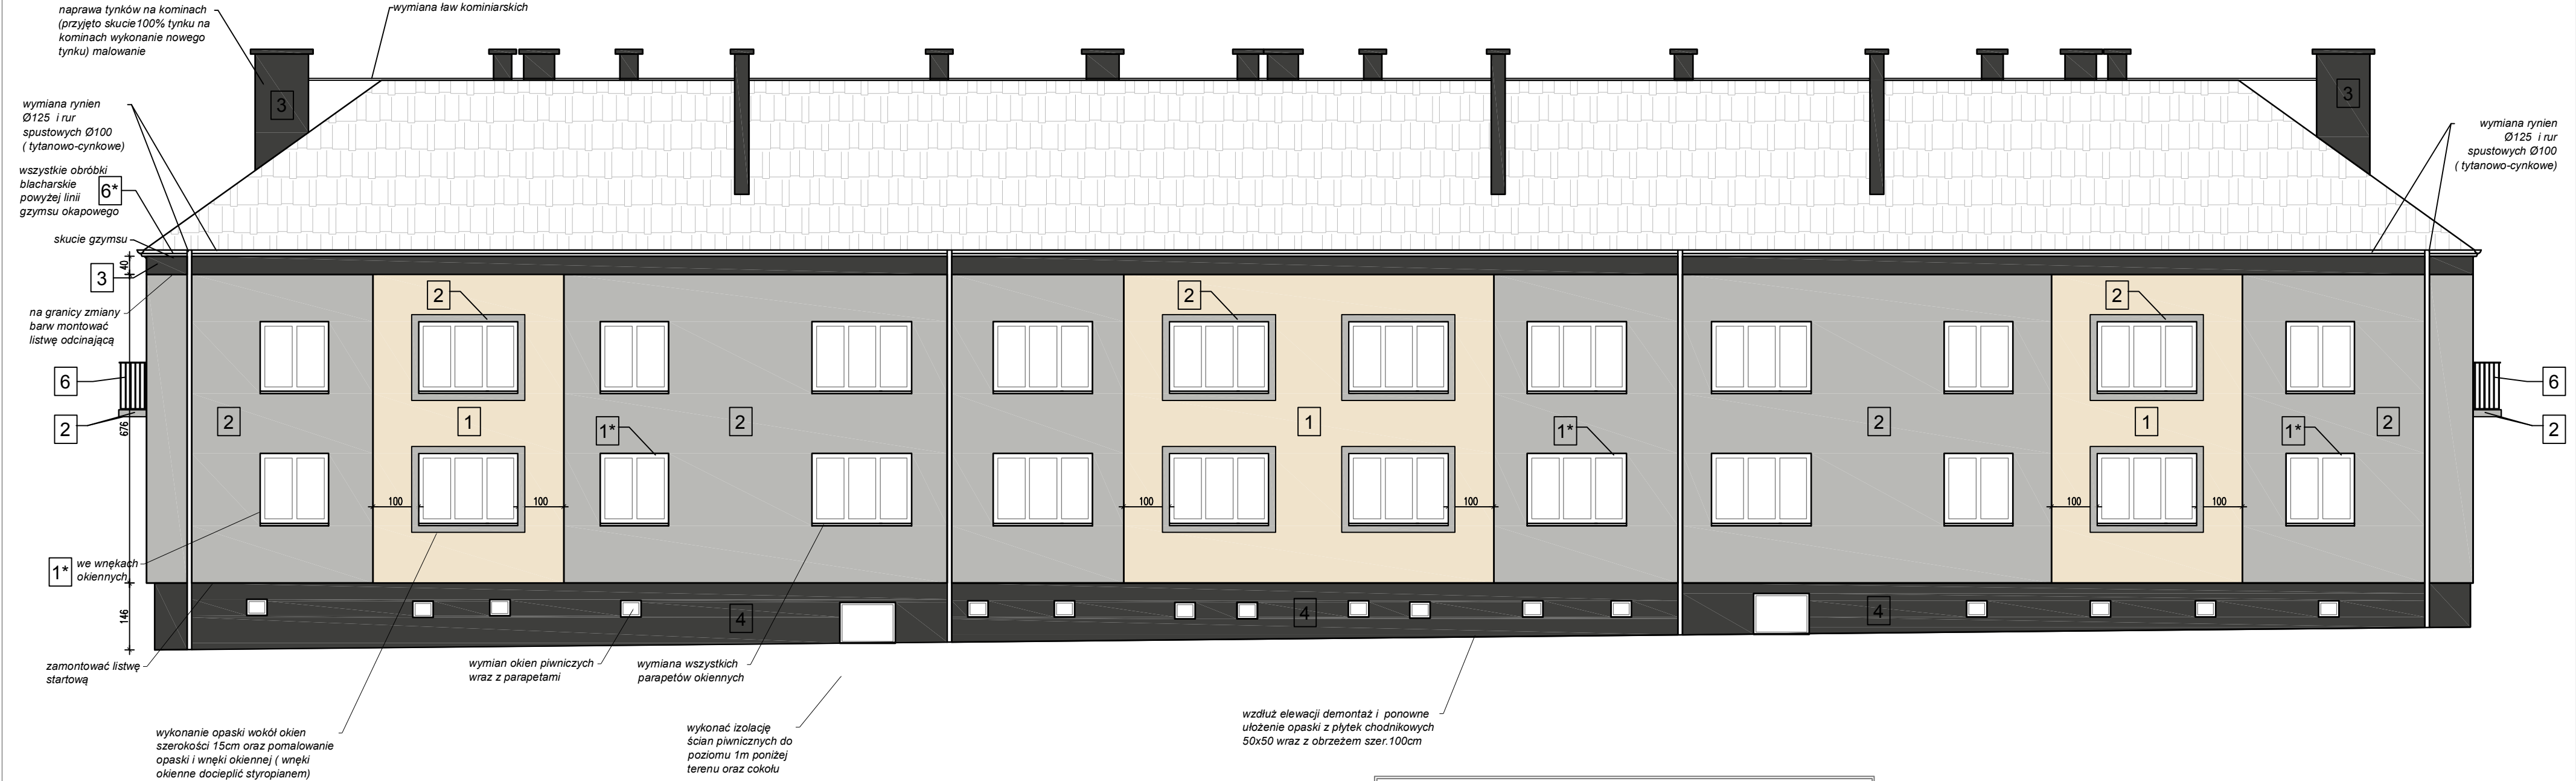 naprawa tynków na kominach
(przyjęto skucie100% tynku na
kominach wykonanie nowego
tynku) malowanie
wymiana ław kominiarskich
3
3
wymiana rynien
Ø125 i rur
spustowych Ø100
( tytanowo-cynkowe)
wymiana rynien
Ø125 i rur
spustowych Ø100
( tytanowo-cynkowe)
wszystkie obróbki
blacharskie
powyżej linii
gzymsu okapowego
6*
skucie gzymsu
40
3
na granicy zmiany
barw montować
listwę odcinającą
2
2
2
6
6
2
2
676
2
1
1*
2
1
1*
2
1
1*
2
100
100
100
100
100
100
1*
we wnękach
okiennych
146
4
4
4
zamontować listwę
startową
wymian okien piwniczych
wraz z parapetami
wymiana wszystkich
parapetów okiennych
wykonanie opaski wokół okien
szerokości 15cm oraz pomalowanie
opaski i wnęki okiennej ( wnęki
okienne docieplić styropianem)
wykonać izolację
ścian piwnicznych do
poziomu 1m poniżej
terenu oraz cokołu
wzdłuż elewacji demontaż i ponowne
ułożenie opaski z płytek chodnikowych
50x50 wraz z obrzeżem szer.100cm